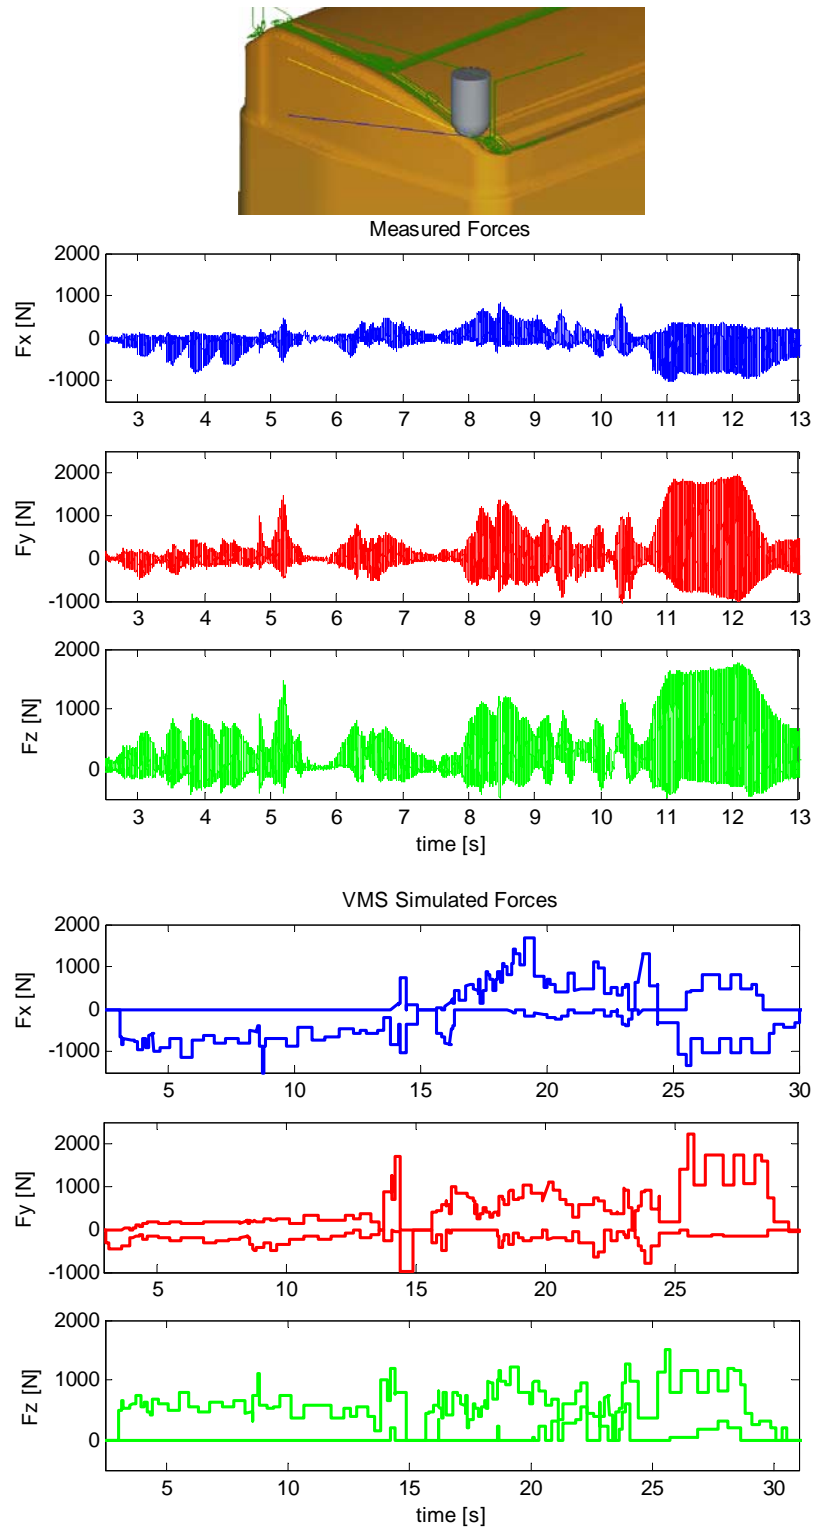 Measured Forces
2000
1000
0
-1000
Fx [N]
3 4 5 6 7 8 9 10 11 12 13
2000
1000
0
-1000
Fy [N]
3 4 5 6 7 8 9 10 11 12 13
2000
1000
0
Fz [N]
3 4 5 6 7 8 9 10 11 12 13
time [s]
VMS Simulated Forces
2000
1000
0
-1000
Fx [N]
5 10 15 20 25 30
2000
1000
0
-1000
Fy [N]
5 10 15 20 25
2000
1000
0
Fz [N]
5 10 15 20 25 30
time [s]